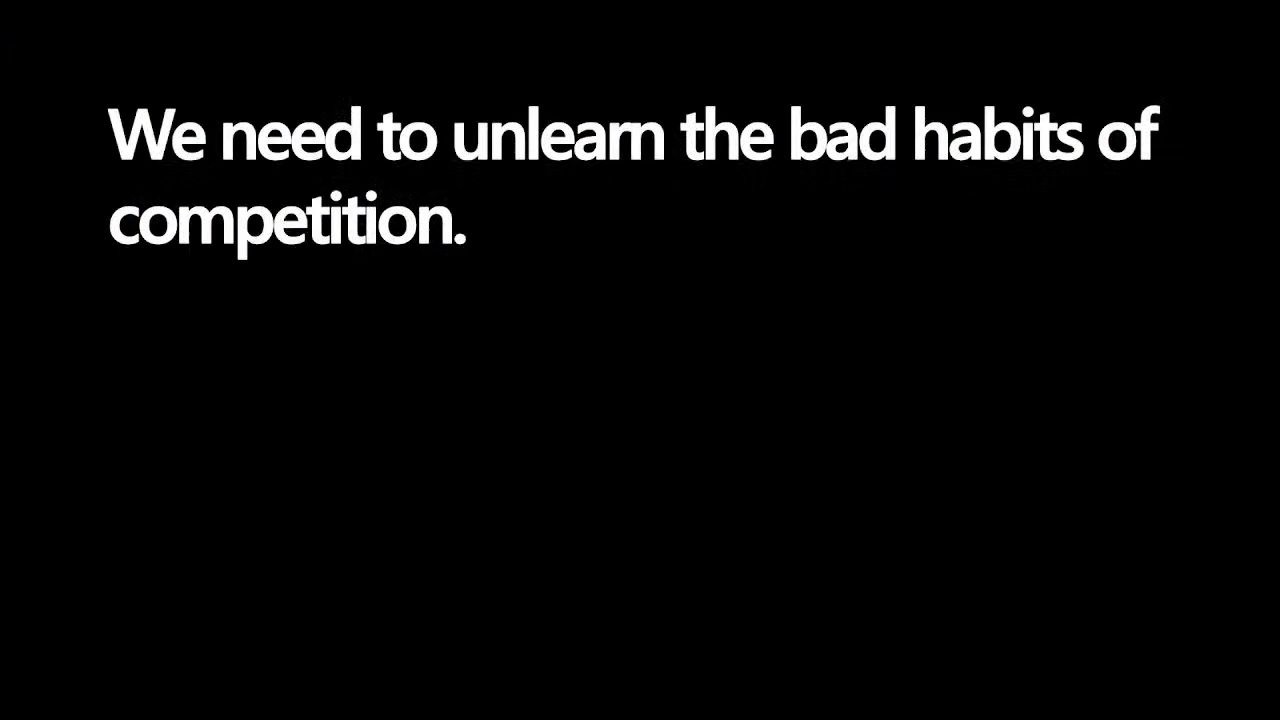 We need to unlearn the bad habits of
competition.